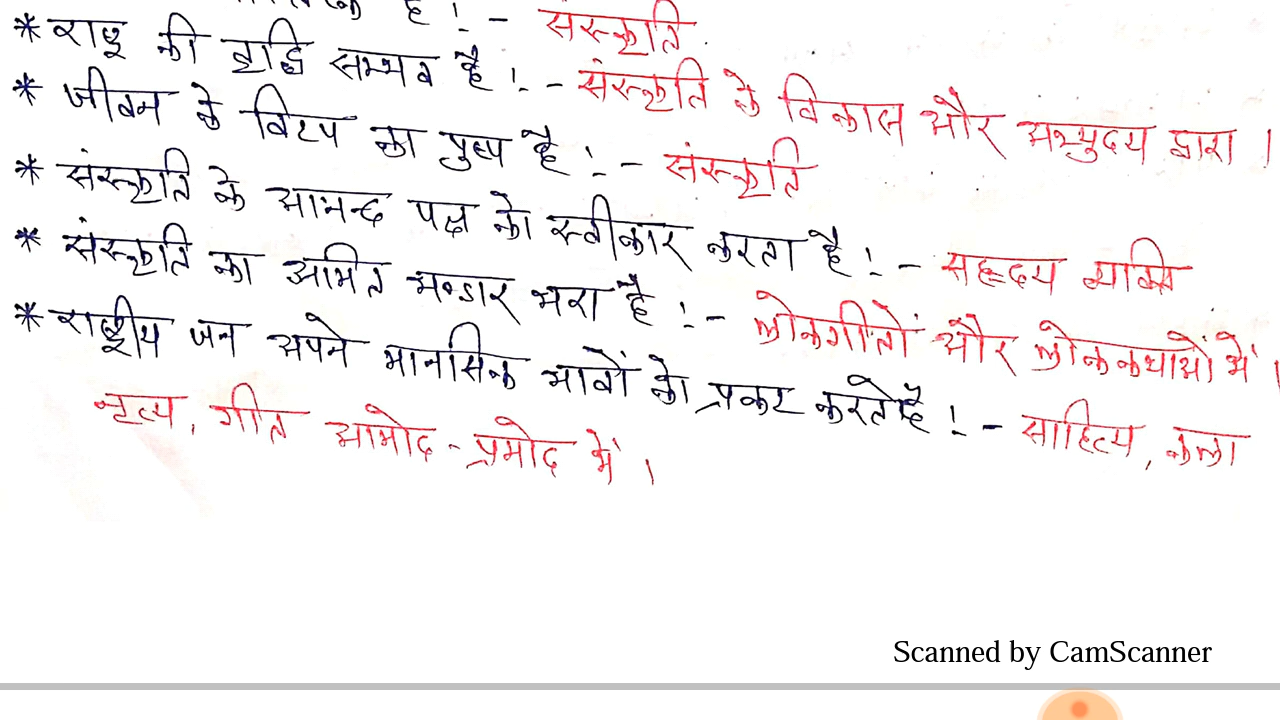 है ! - संस्कृति
* राष्ट्र की वृद्धि सम्भव है ! - संस्कृति के विकास और अभ्युदय द्वारा ।
* जीवन के विटप का पुष्प है ! - संस्कृति
* संस्कृति के आनन्द पक्ष को स्वीकार करता है ! - सहृदय व्यक्ति
* संस्कृति का अमित भण्डार भरा है ! - लोकगीतों और लोककथाओं में ।
* राष्ट्रीय जन अपने मानसिक भावों को प्रकट करते हैं ! - साहित्य, कला
नृत्य, गीत आमोद - प्रमोद में ।
Scanned by CamScanner